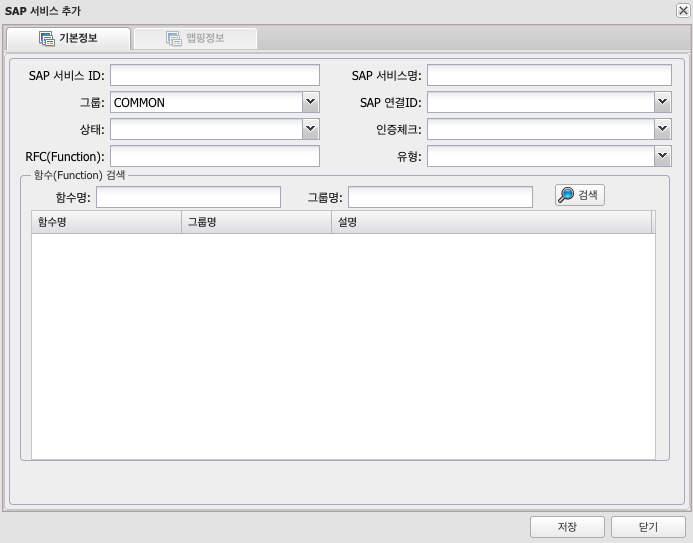 SAP 서비스 추가
기본정보 맵핑정보
SAP 서비스 ID: SAP 서비스명:
그룹: COMMON SAP 연결ID:
상태: 인증체크:
RFC(Function): 유형:
함수(Function) 검색
함수명: 그룹명: 검색
함수명 그룹명 설명
저장 닫기